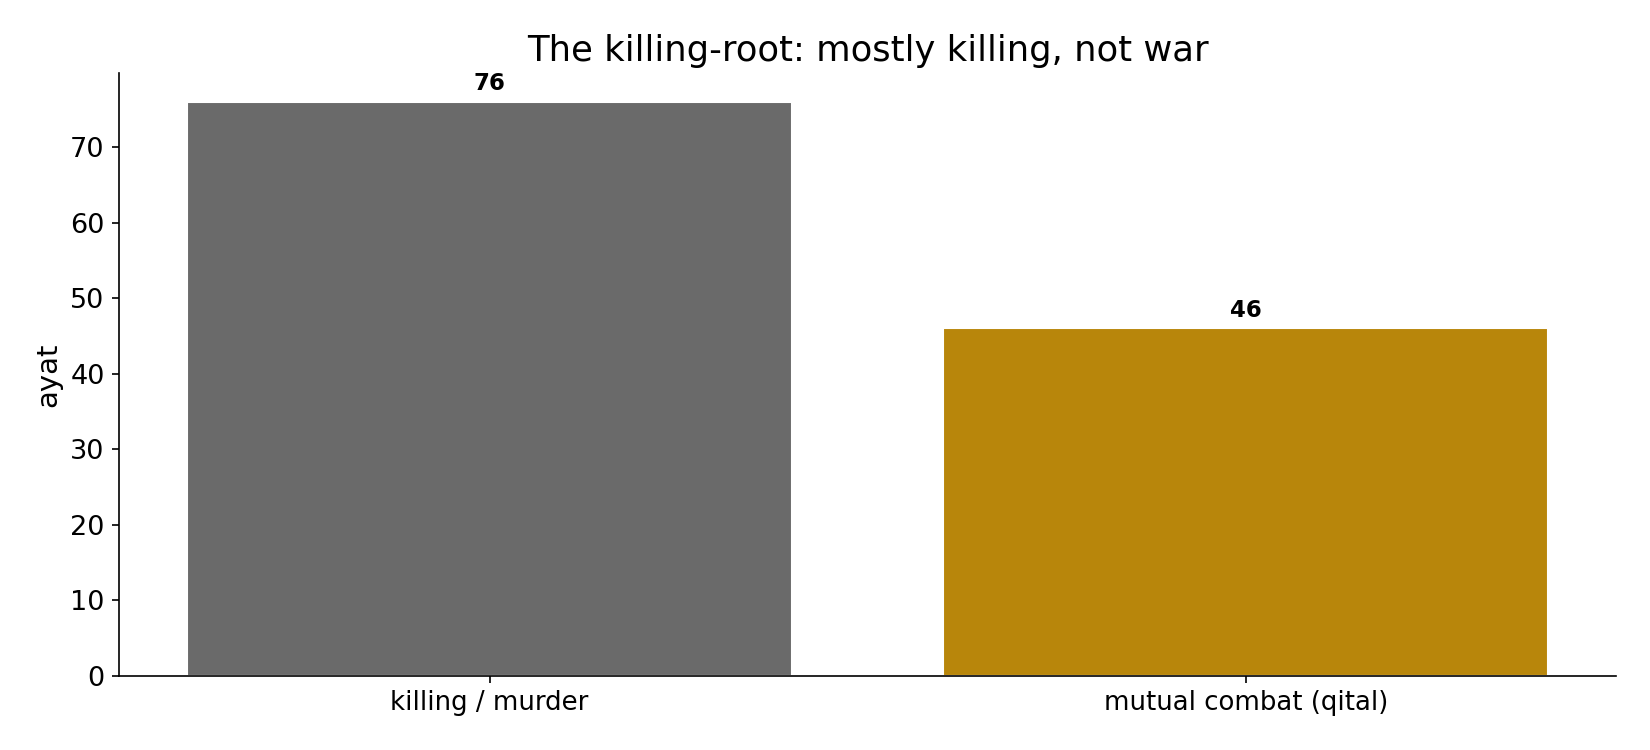 The killing-root: mostly killing, not war
76
46
ayat
70
60
50
40
30
20
10
0
killing / murder
mutual combat (qital)